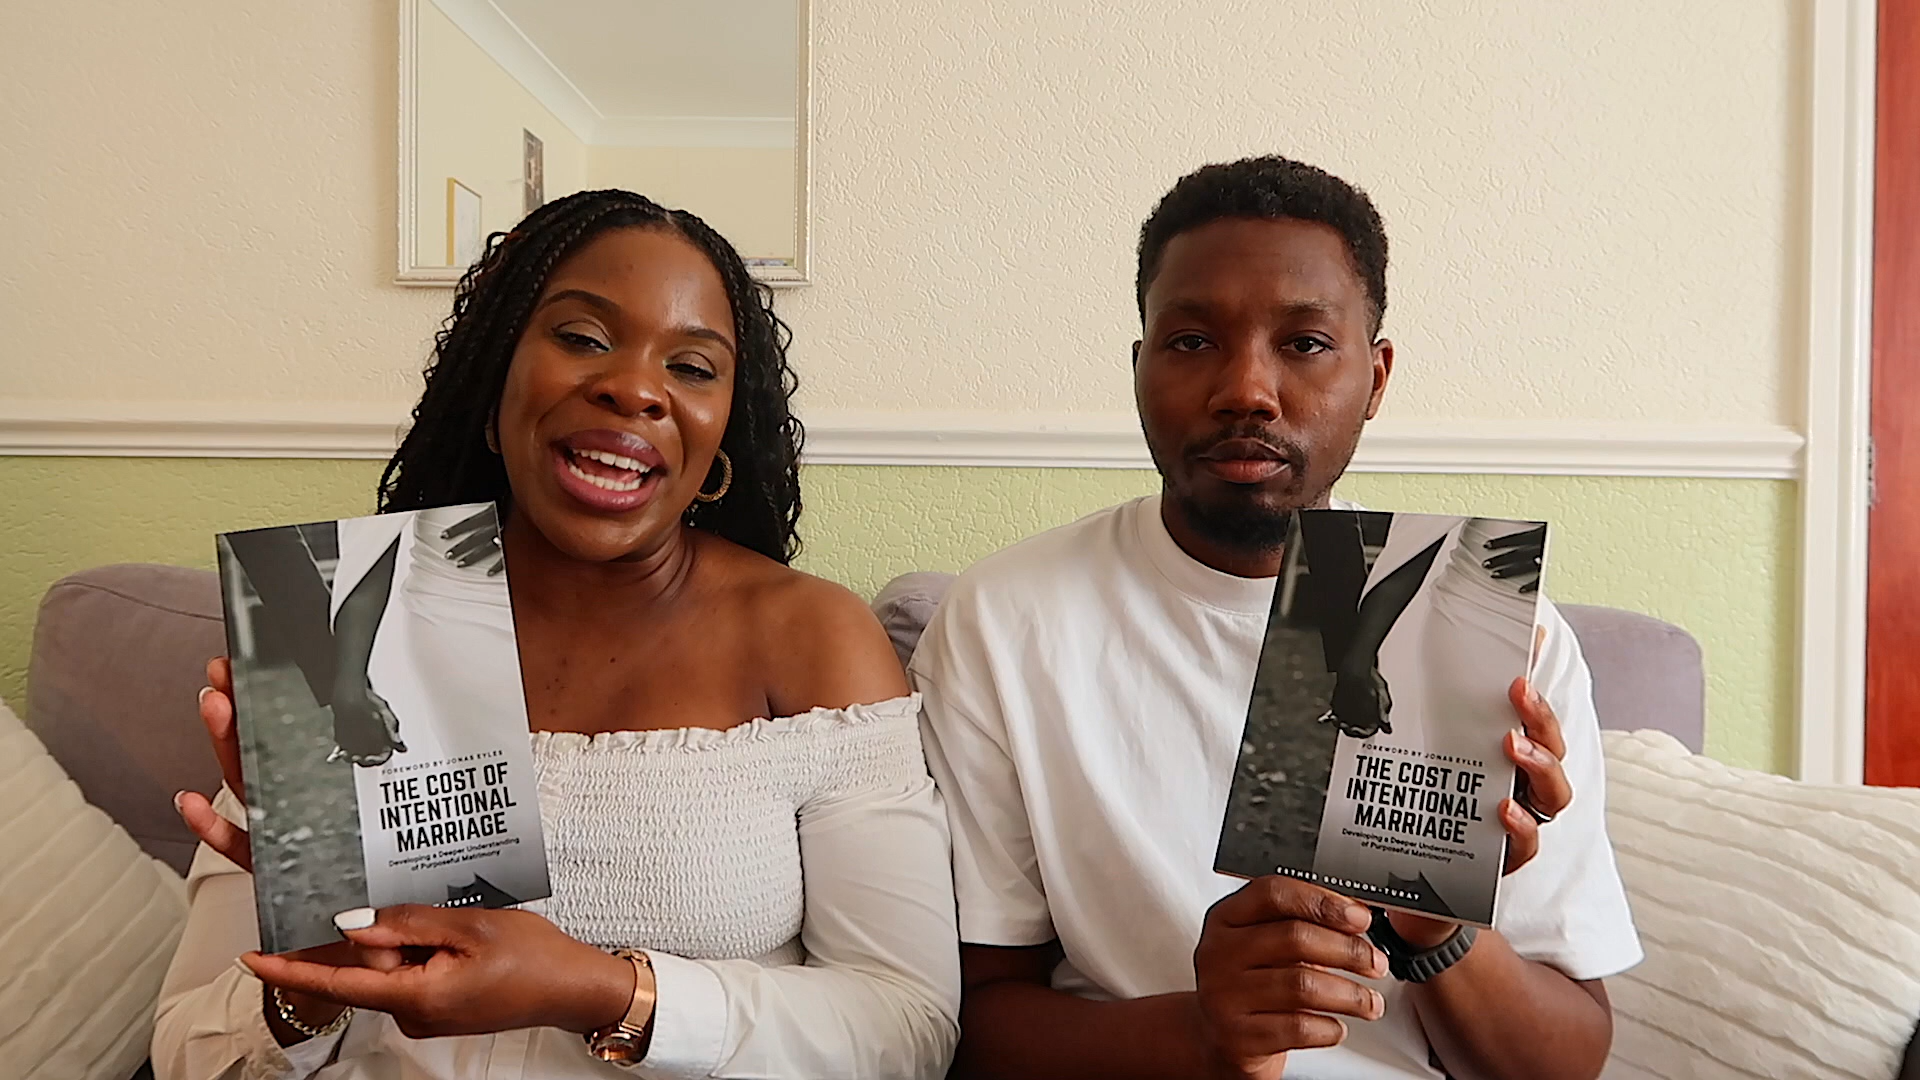 FOREWORD BY JONAS EYLES
THE COST OF
INTENTIONAL
MARRIAGE
Developing a Deeper Understanding
of Purposeful Matrimony
FOREWORD BY JONAS EYLES
THE COST OF
INTENTIONAL
MARRIAGE
Developing a Deeper Understanding
of Purposeful Matrimony
ESTHER SOLOMON-TURAY